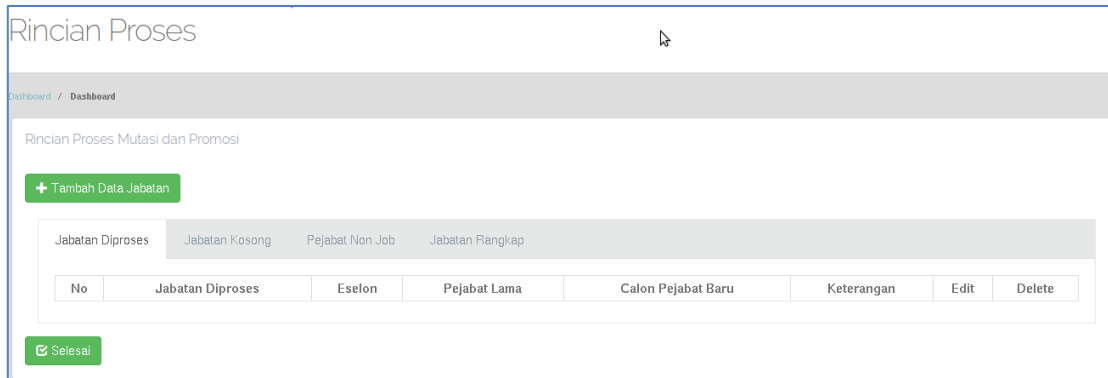 Rincian Proses
Dashboard / Dashboard
Rincian Proses Mutasi dan Promosi
Tambah Data Jabatan
Jabatan Diproses Jabatan Kosong Pejabat Non Job Jabatan Rangkap
No Jabatan Diproses Eselon Pejabat Lama Calon Pejabat Baru Keterangan Edit Delete
Selesai